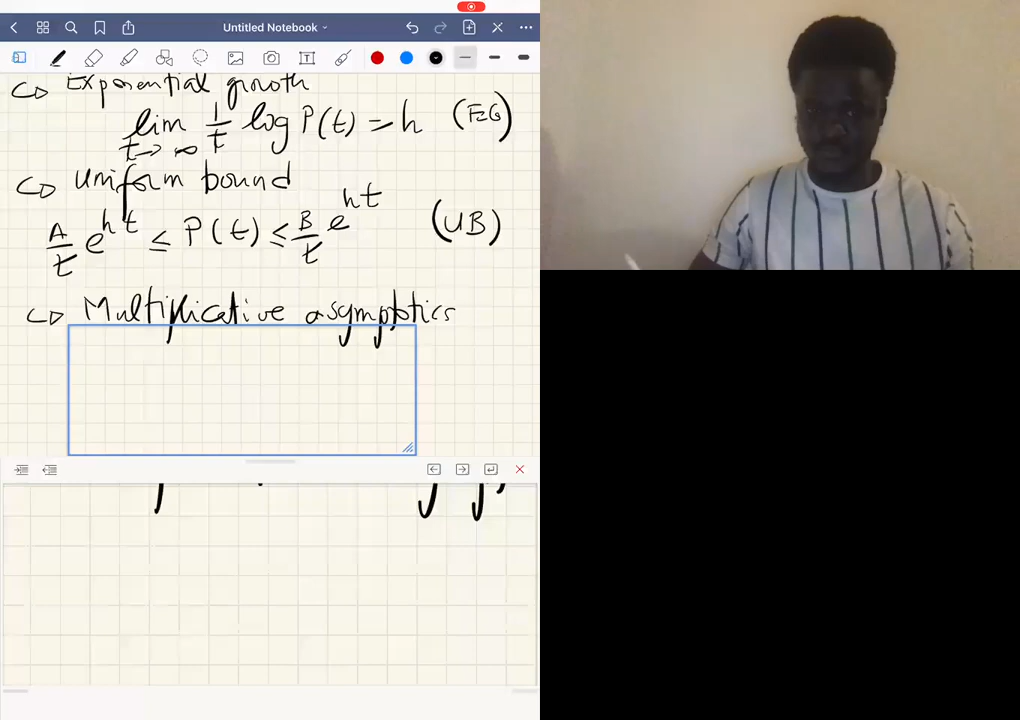 Untitled Notebook
Exponential growth
lim 1/t log P(t) = h (EG)
t→∞
Uniform bound
A/t e^ht ≤ P(t) ≤ B/t e^ht (UB)
Multiplicative asymptotics